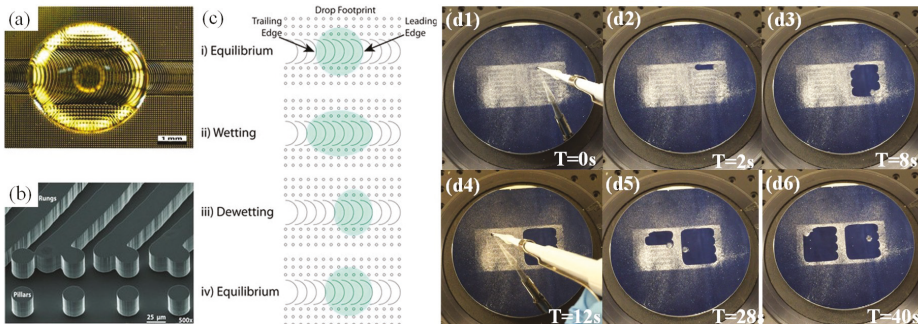 (a)
1 mm
(b)
Rungs
Pillars
25 µm
500x
(c)
Drop Footprint
Trailing
Edge
Leading
Edge
i) Equilibrium
ii) Wetting
iii) Dewetting
iv) Equilibrium
(d1)
T=0s
(d2)
T=2s
(d3)
T=8s
(d4)
T=12s
(d5)
T=28s
(d6)
T=40s